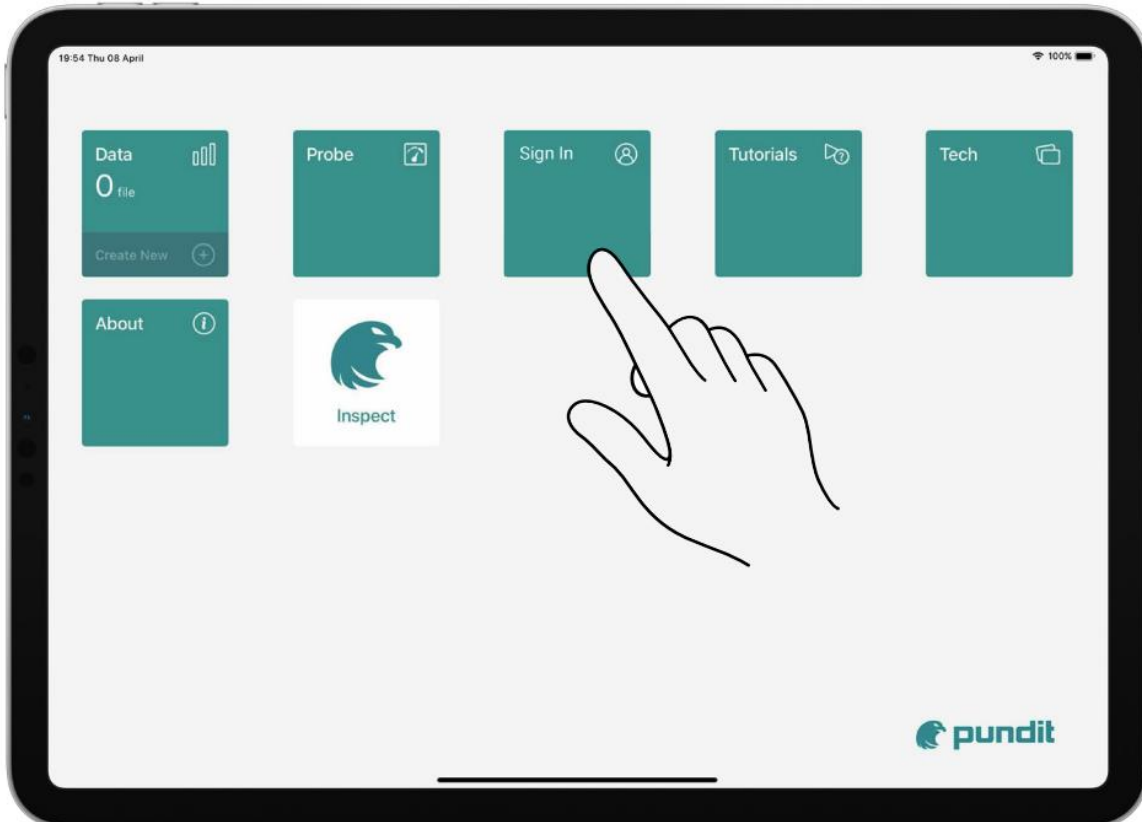 19:54 Thu 08 April
100%
Data
0 file
Create New
Probe
Sign In
Tutorials
Tech
About
Inspect
pundit